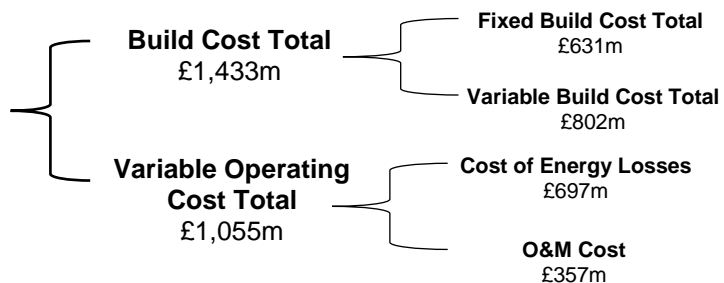 Build Cost Total
£1,433m
Fixed Build Cost Total
£631m
Variable Build Cost Total
£802m
Variable Operating
Cost Total
£1,055m
Cost of Energy Losses
£697m
O&M Cost
£357m